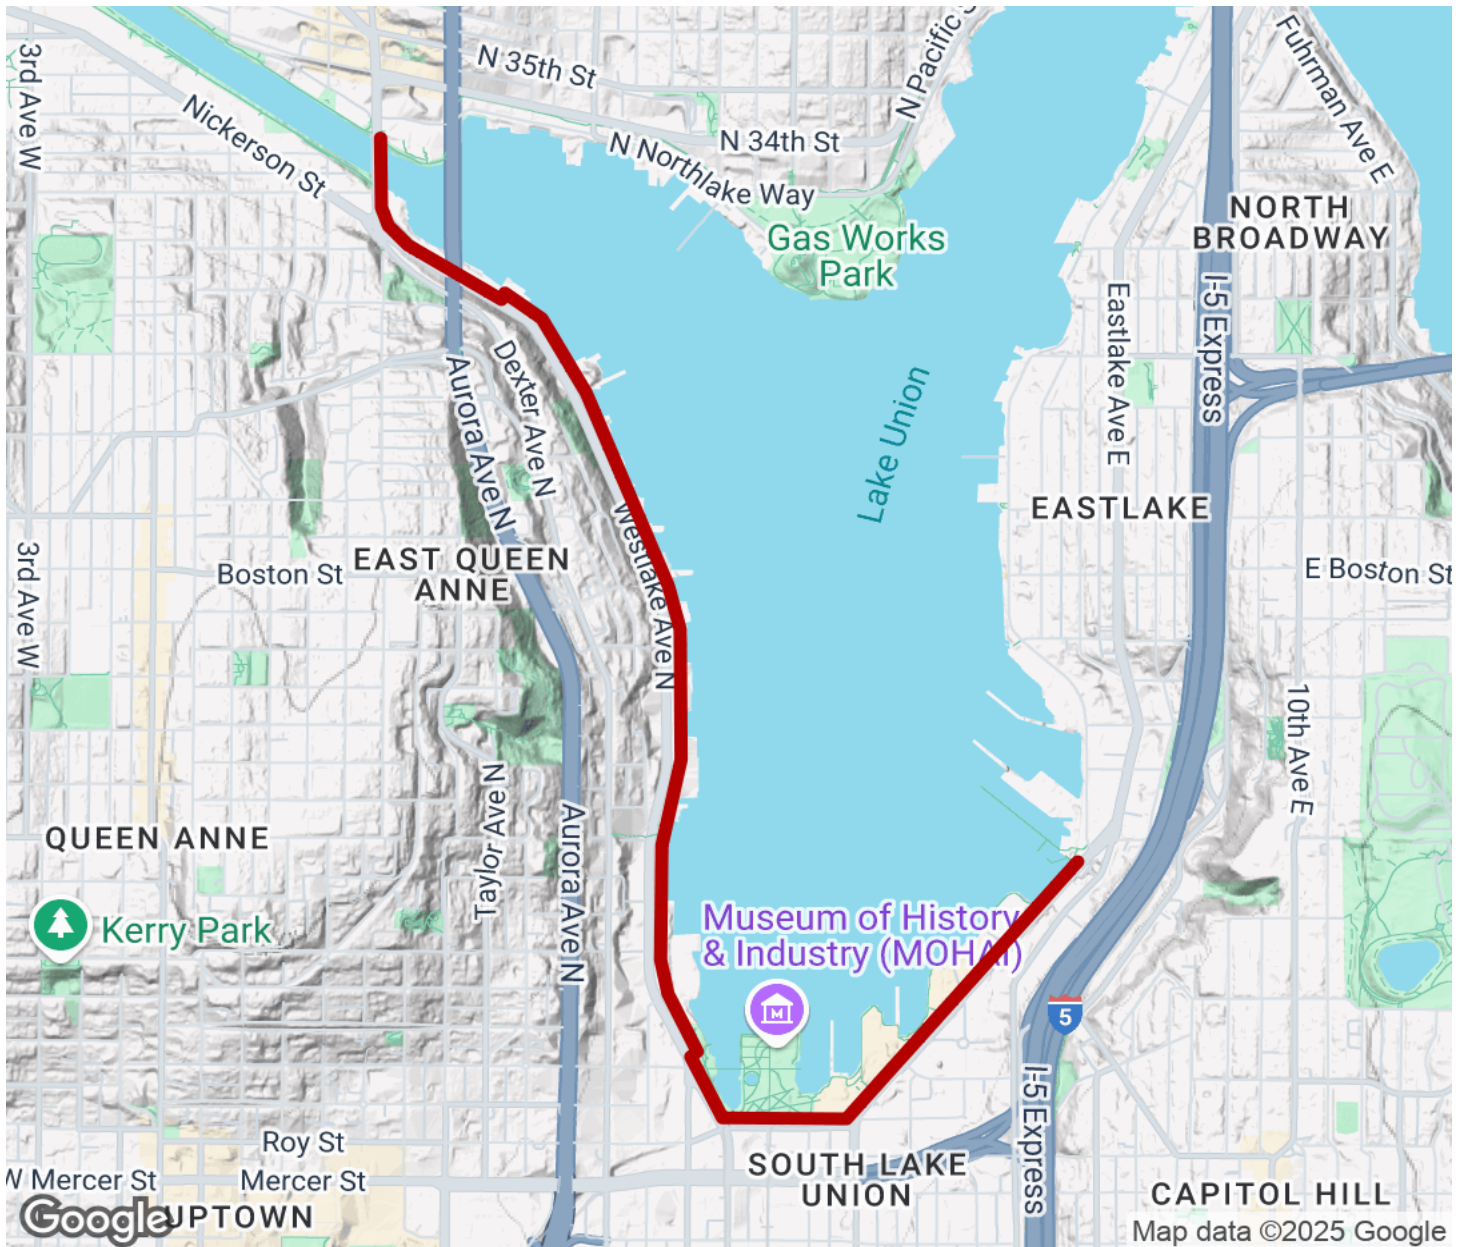 3rd Ave W
N 35th St
N Pacific S
Fuhrman Ave E
Nickerson St
N 34th St
N Northlake Way
NORTH
BROADWAY
Gas Works
Park
I-5 Express
Eastlake Ave E
Dexter Ave N
Aurora Ave N
Lake Union
EASTLAKE
Westlake Ave N
3rd Ave W
Boston St
EAST QUEEN
ANNE
E Boston St
10th Ave E
Taylor Ave N
Aurora Ave N
QUEEN ANNE
Kerry Park
Museum of History
& Industry (MOHAI)
M
5
I-5 Express
Roy St
W Mercer St
Mercer St
SOUTH LAKE
UNION
CAPITOL HILL
Google
UPTOWN
Map data ©2025 Google